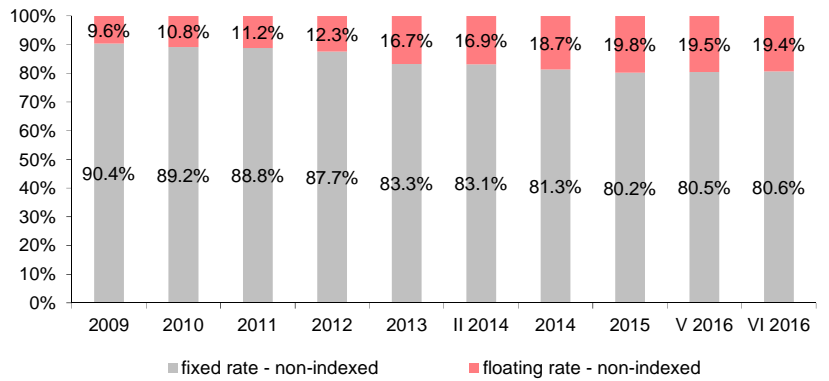 100%
90%
80%
70%
60%
50%
40%
30%
20%
10%
0%
9.6% 10.8% 11.2% 12.3% 16.7% 16.9% 18.7% 19.8% 19.5% 19.4%
90.4% 89.2% 88.8% 87.7% 83.3% 83.1% 81.3% 80.2% 80.5% 80.6%
2009 2010 2011 2012 2013 II 2014 2014 2015 V 2016 VI 2016
fixed rate - non-indexed floating rate - non-indexed